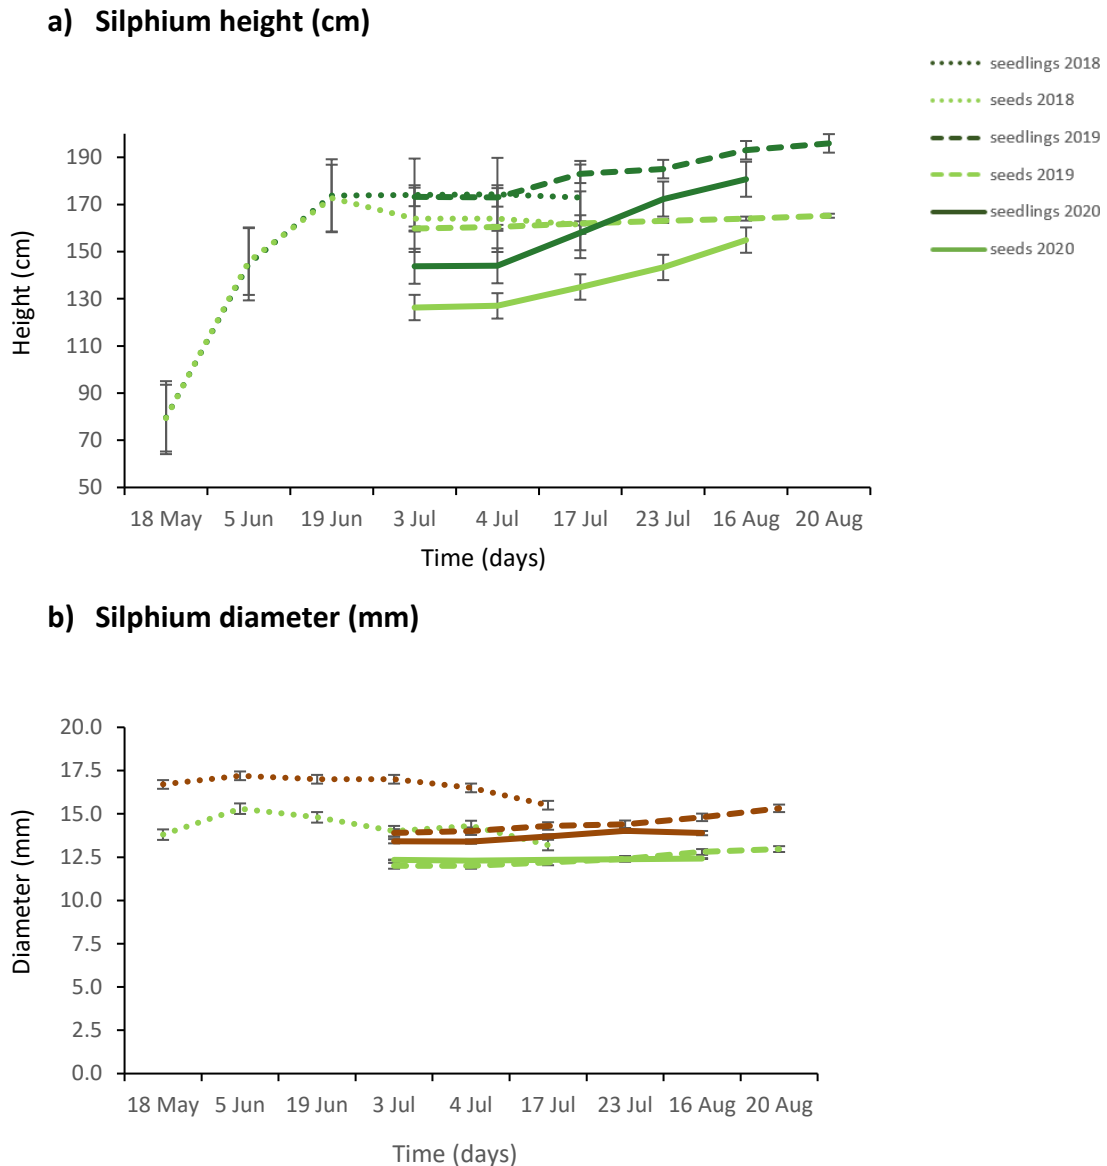 a) Silphium height (cm)
seedlings 2018
seeds 2018
seedlings 2019
seeds 2019
seedlings 2020
seeds 2020
190
170
150
130
110
90
70
50
Height (cm)
18 May 5 Jun 19 Jun 3 Jul 4 Jul 17 Jul 23 Jul 16 Aug 20 Aug
Time (days)
b) Silphium diameter (mm)
20.0
17.5
15.0
12.5
10.0
7.5
5.0
2.5
0.0
Diameter (mm)
18 May 5 Jun 19 Jun 3 Jul 4 Jul 17 Jul 23 Jul 16 Aug 20 Aug
Time (days)